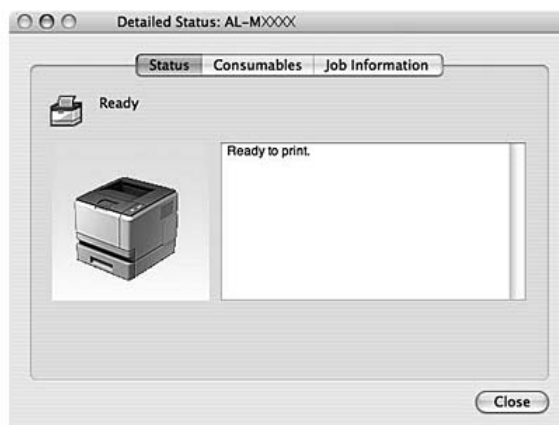 Detailed Status: AL-MXXXX
Status Consumables Job Information
Ready
Ready to print.
Close